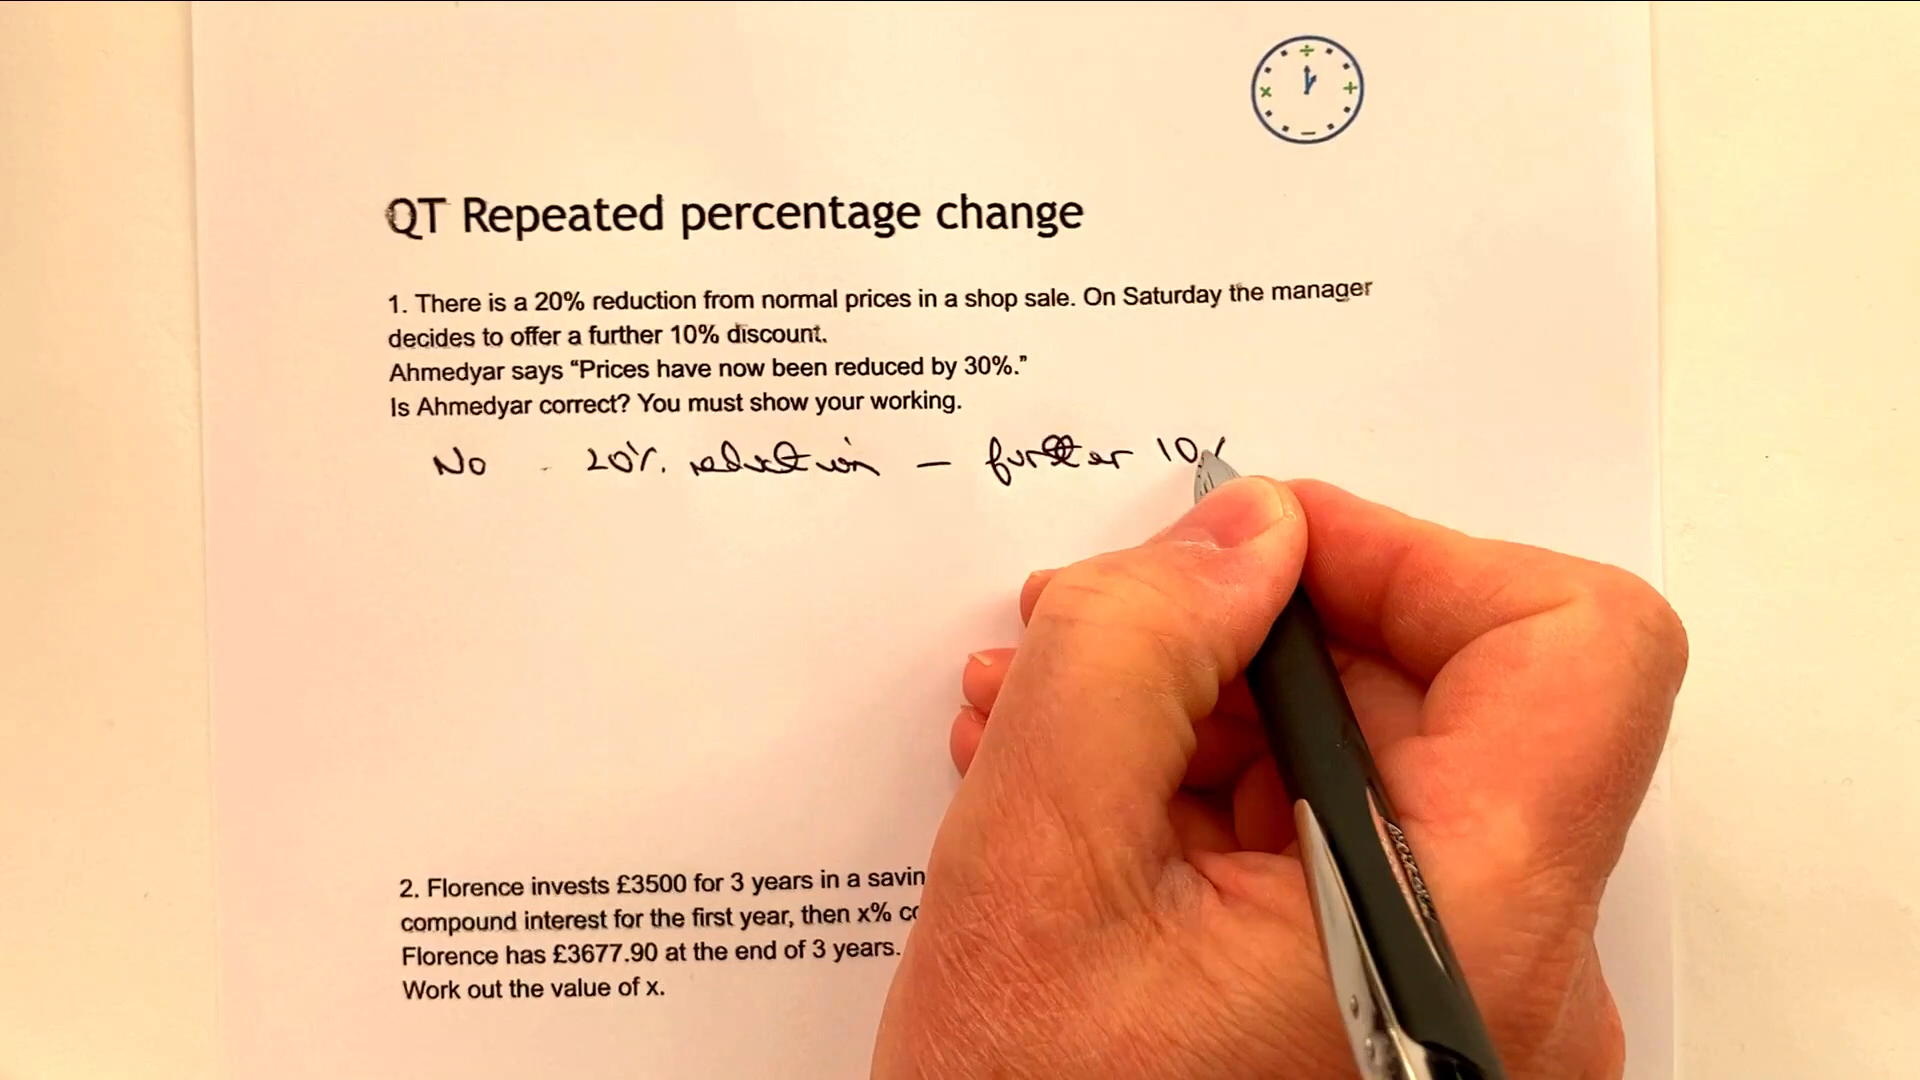 QT Repeated percentage change
1. There is a 20% reduction from normal prices in a shop sale. On Saturday the manager
decides to offer a further 10% discount.
Ahmedyar says “Prices have now been reduced by 30%.”
Is Ahmedyar correct? You must show your working.
No - 20% reduction - further 10
2. Florence invests £3500 for 3 years in a
compound interest for the first year, then x%
Florence has £3677.90 at the end of 3 years.
Work out the value of x.